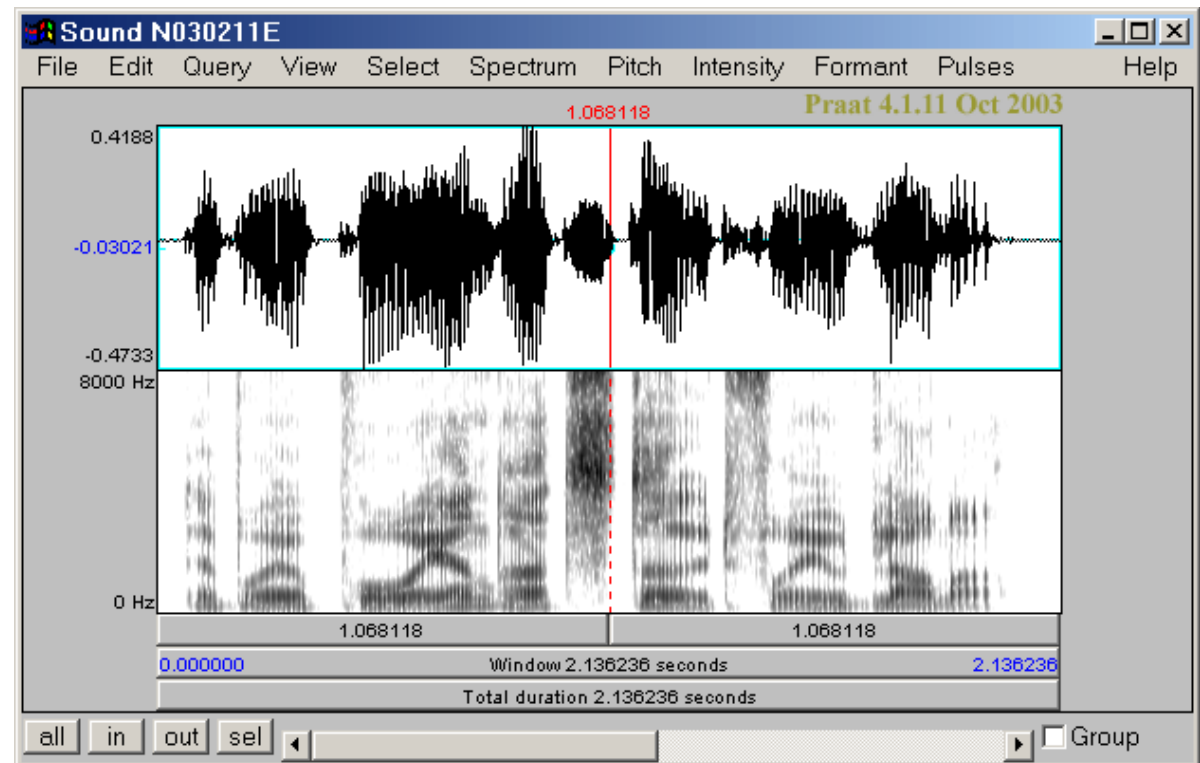 Sound N030211E
File Edit Query View Select Spectrum Pitch Intensity Formant Pulses Help
Praat 4.1.11 Oct 2003
1.068118
0.4188
-0.03021
-0.4733
8000 Hz
0 Hz
1.068118 1.068118
0.000000 Window 2.136236 seconds 2.136236
Total duration 2.136236 seconds
all in out sel Group